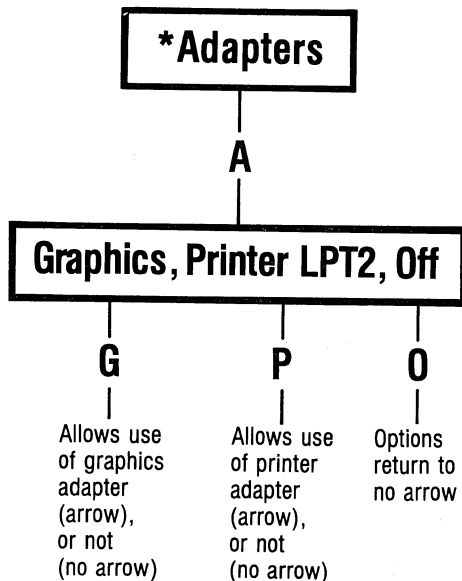 *Adapters
A
Graphics, Printer LPT2, Off
G
P
O
Allows use
of graphics
adapter
(arrow),
or not
(no arrow)
Allows use
of printer
adapter
(arrow),
or not
(no arrow)
Options
return to
no arrow